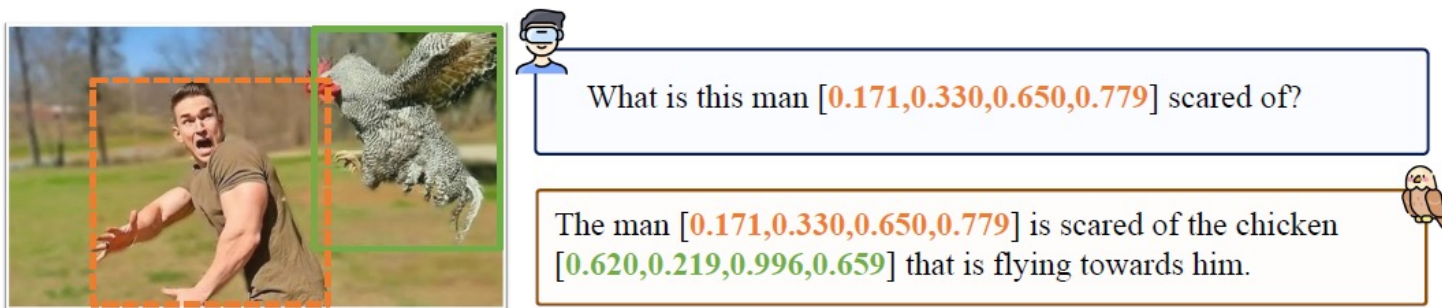 What is this man [0.171,0.330,0.650,0.779] scared of?
The man [0.171,0.330,0.650,0.779] is scared of the chicken
[0.620,0.219,0.996,0.659] that is flying towards him.